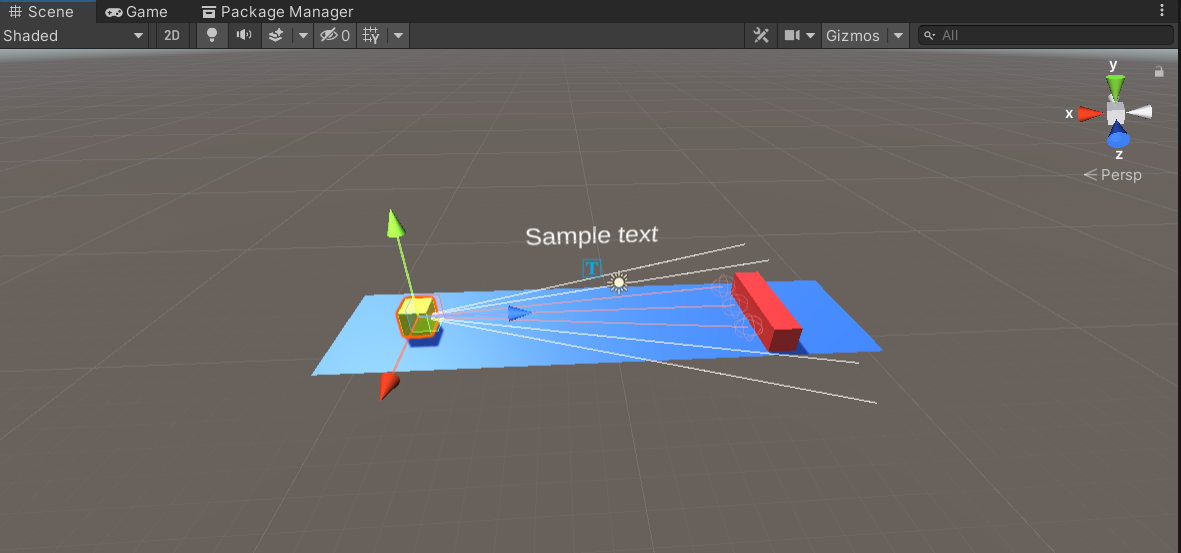 Scene Game Package Manager
Shaded 2D 0 Gizmos All
y
x
z
Persp
Sample text
T